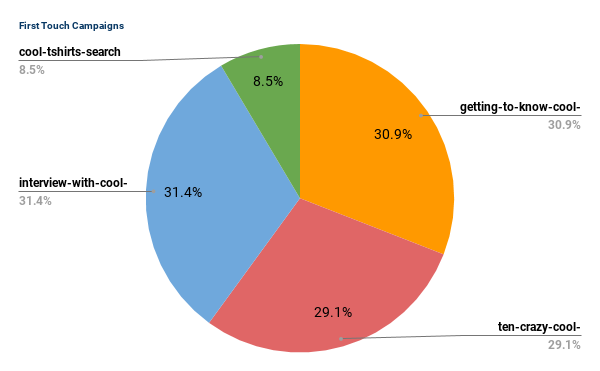 First Touch Campaigns
cool-tshirts-search
8.5%
8.5%
getting-to-know-cool-
30.9%
30.9%
interview-with-cool-
31.4%
31.4%
29.1%
ten-crazy-cool-
29.1%